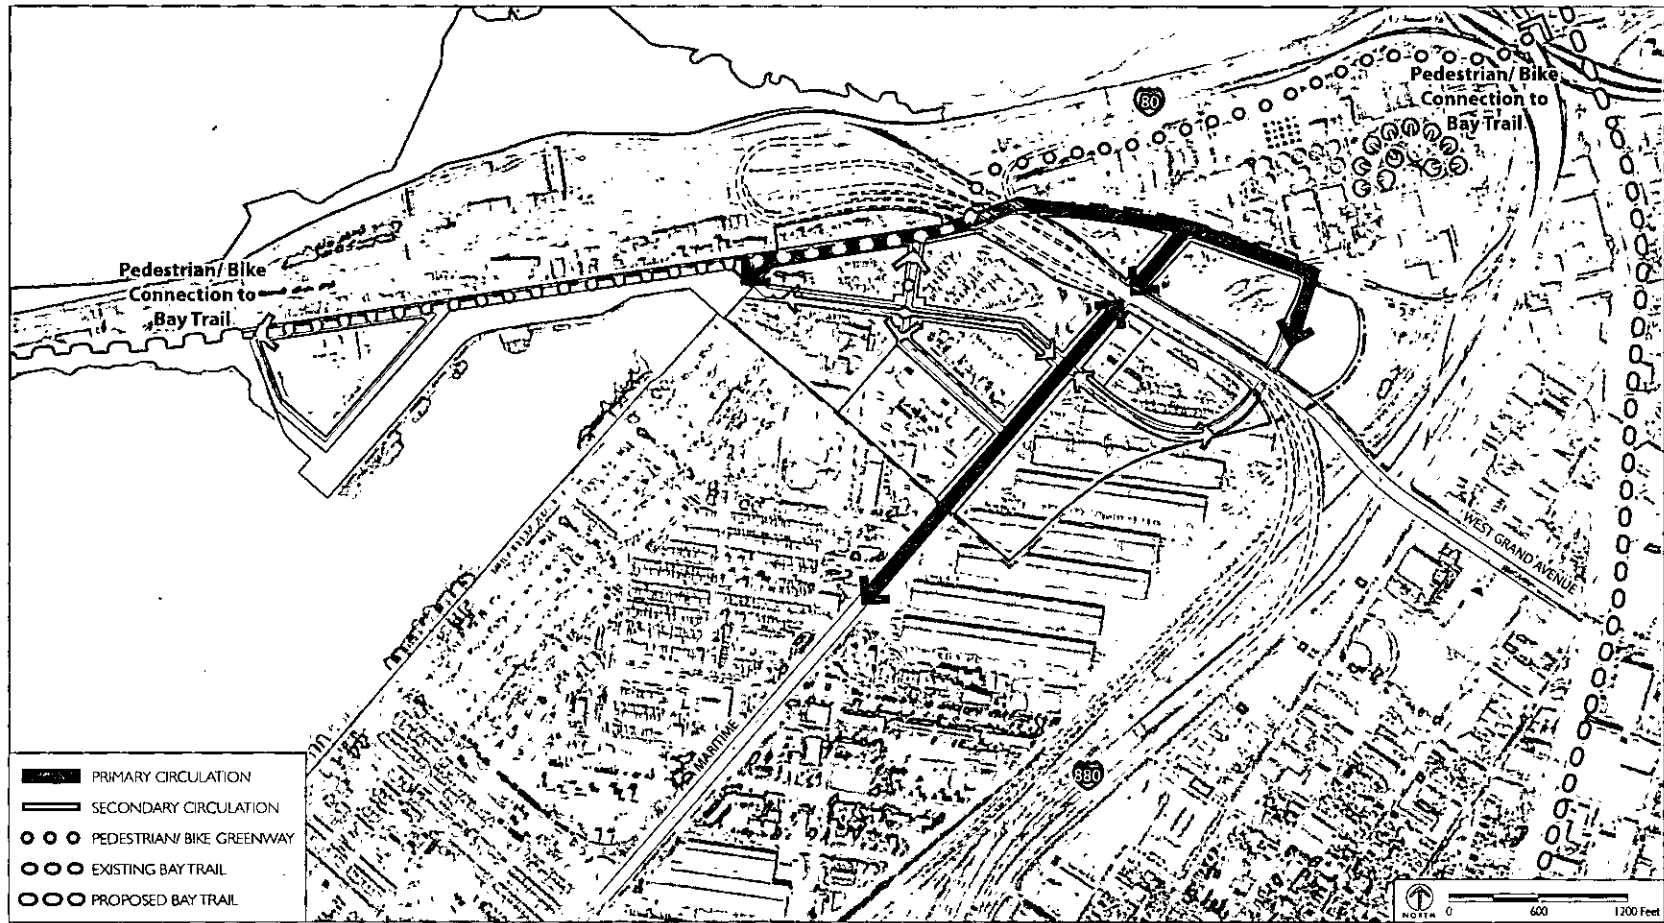 80
Pedestrian/ Bike
Connection to
Bay Trail
Pedestrian/ Bike
Connection to
Bay Trail
WEST GRAND AVENUE
MARITIME
880
PRIMARY CIRCULATION
SECONDARY CIRCULATION
PEDESTRIAN/ BIKE GREENWAY
EXISTING BAY TRAIL
PROPOSED BAY TRAIL
NORTH
0 600 1200 Feet